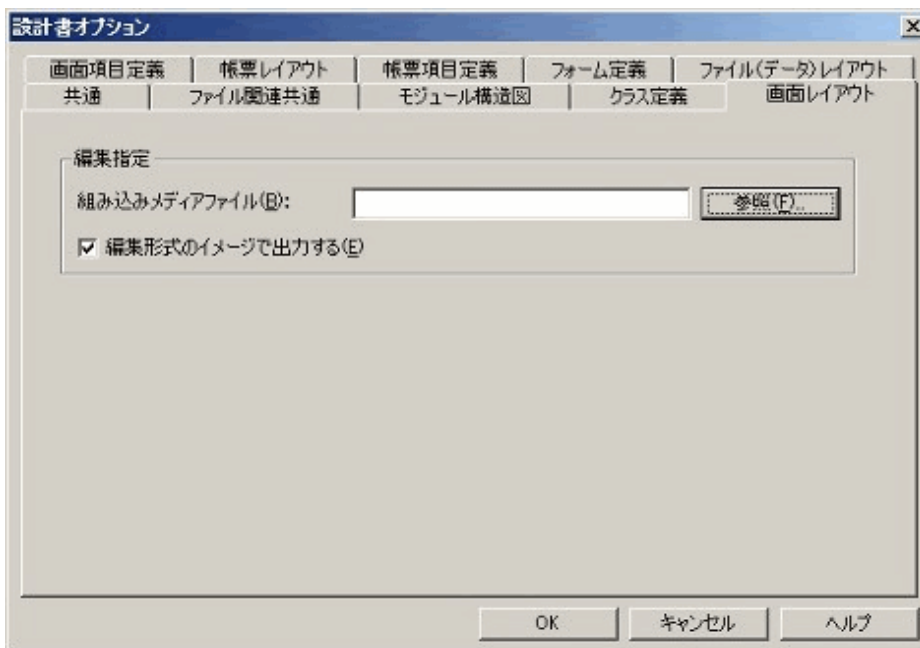 設計書オプション
画面項目定義 帳票レイアウト 帳票項目定義 フォーム定義 ファイル(データ)レイアウト
共通 ファイル関連共通 モジュール構造図 クラス定義 画面レイアウト
編集指定
組み込みメディアファイル(B): 参照(F)...
編集形式のイメージで出力する(E)
OK キャンセル ヘルプ